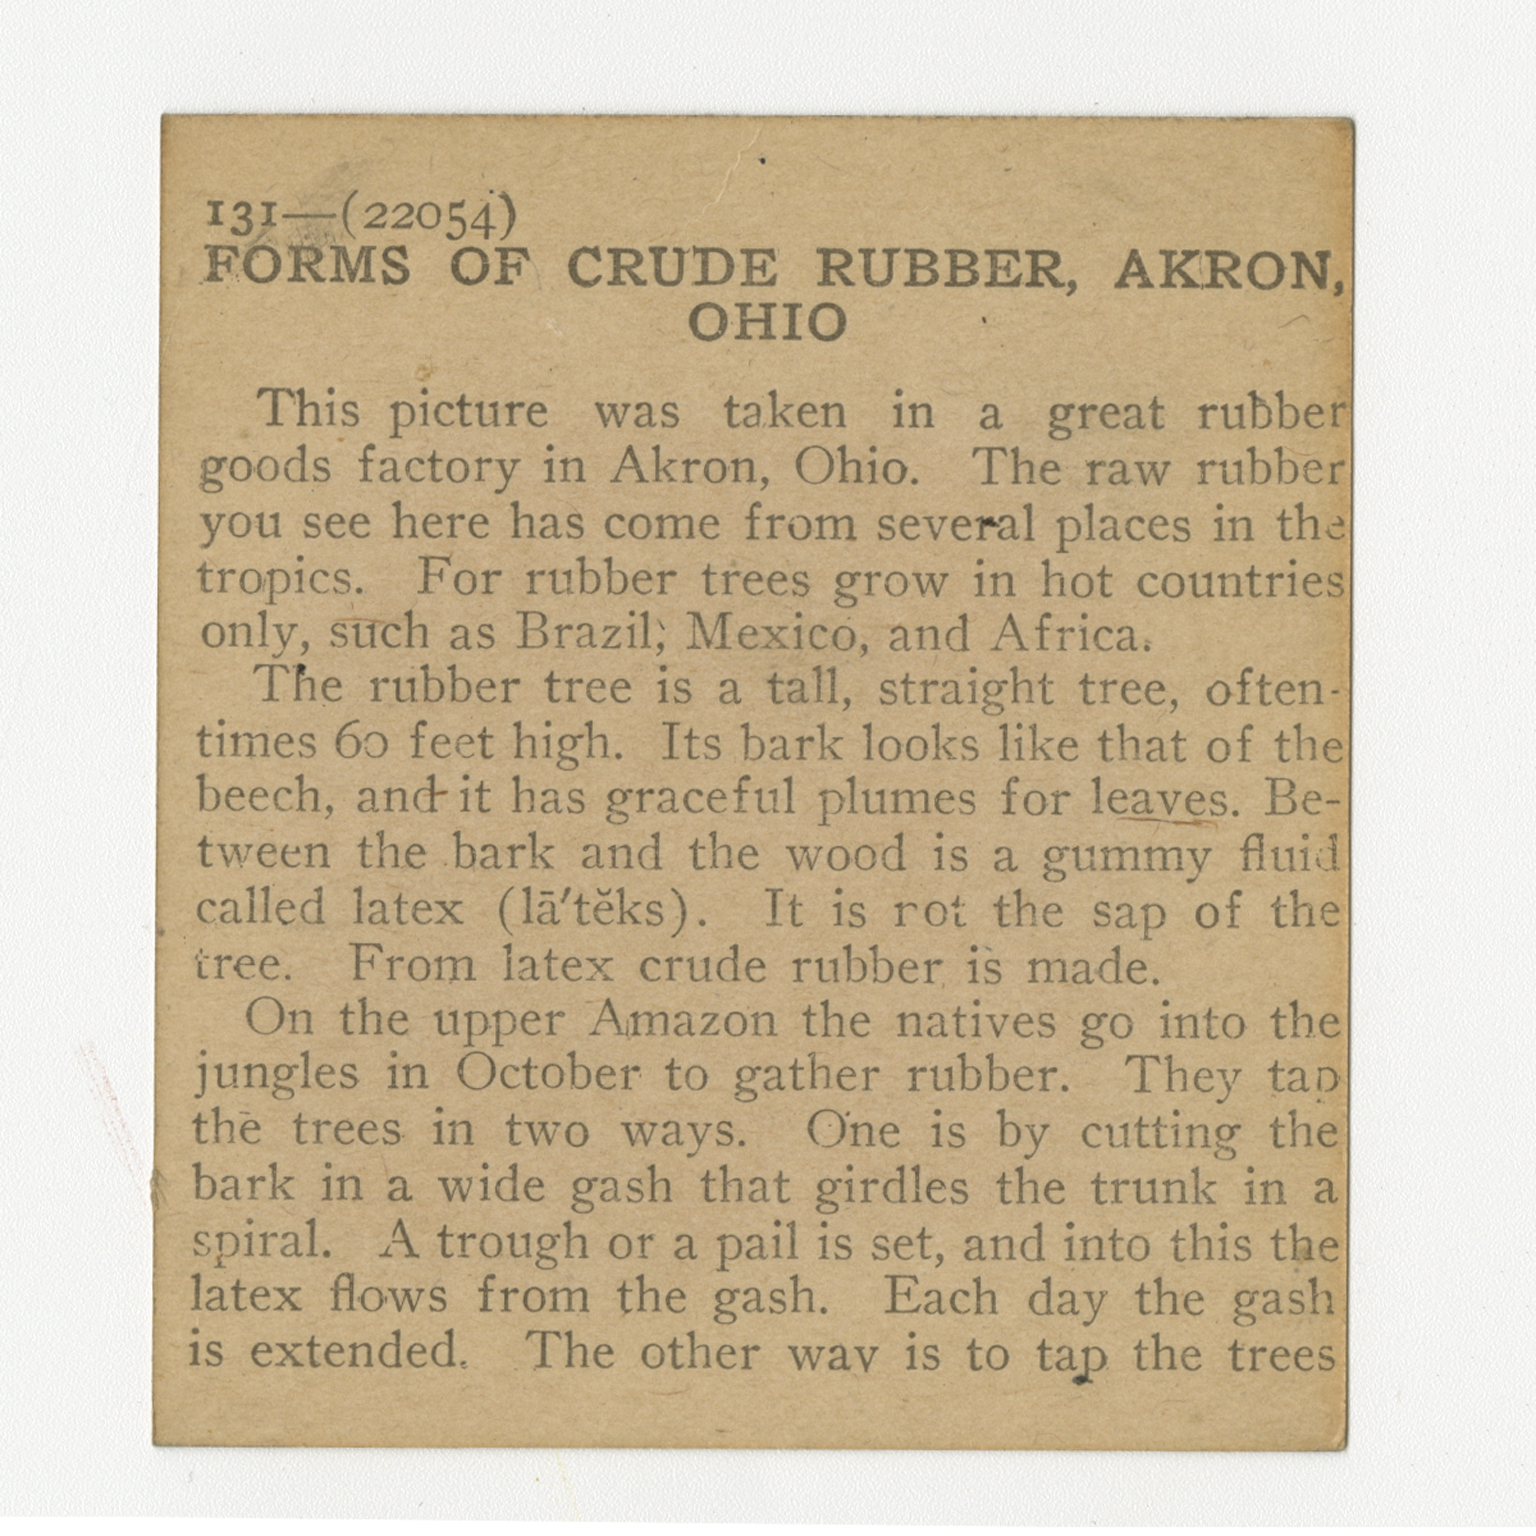 131—(22054)
FORMS OF CRUDE RUBBER, AKRON,
OHIO
This picture was taken in a great rubber
goods factory in Akron, Ohio. The raw rubber
you see here has come from several places in the
tropics. For rubber trees grow in hot countries
only, such as Brazil, Mexico, and Africa.
The rubber tree is a tall, straight tree, often-
times 60 feet high. Its bark looks like that of the
beech, and it has graceful plumes for leaves. Be-
tween the bark and the wood is a gummy fluid
called latex (lā′tĕks). It is not the sap of the
tree. From latex crude rubber is made.
On the upper Amazon the natives go into the
jungles in October to gather rubber. They tap
the trees in two ways. One is by cutting the
bark in a wide gash that girdles the trunk in a
spiral. A trough or a pail is set, and into this the
latex flows from the gash. Each day the gash
is extended. The other way is to tap the trees